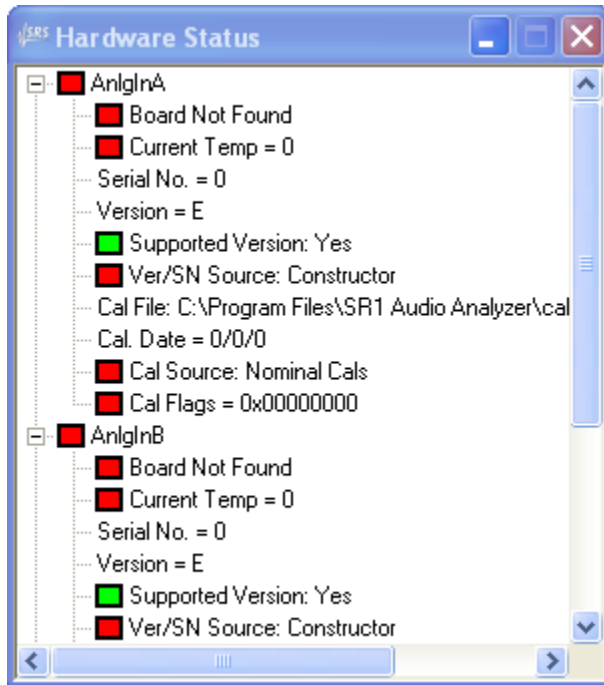 SRS Hardware Status
AnlgInA
Board Not Found
Current Temp = 0
Serial No. = 0
Version = E
Supported Version: Yes
Ver/SN Source: Constructor
Cal File: C:\Program Files\SR1 Audio Analyzer\cal
Cal. Date = 0/0/0
Cal Source: Nominal Cals
Cal Flags = 0x00000000
AnlgInB
Board Not Found
Current Temp = 0
Serial No. = 0
Version = E
Supported Version: Yes
Ver/SN Source: Constructor